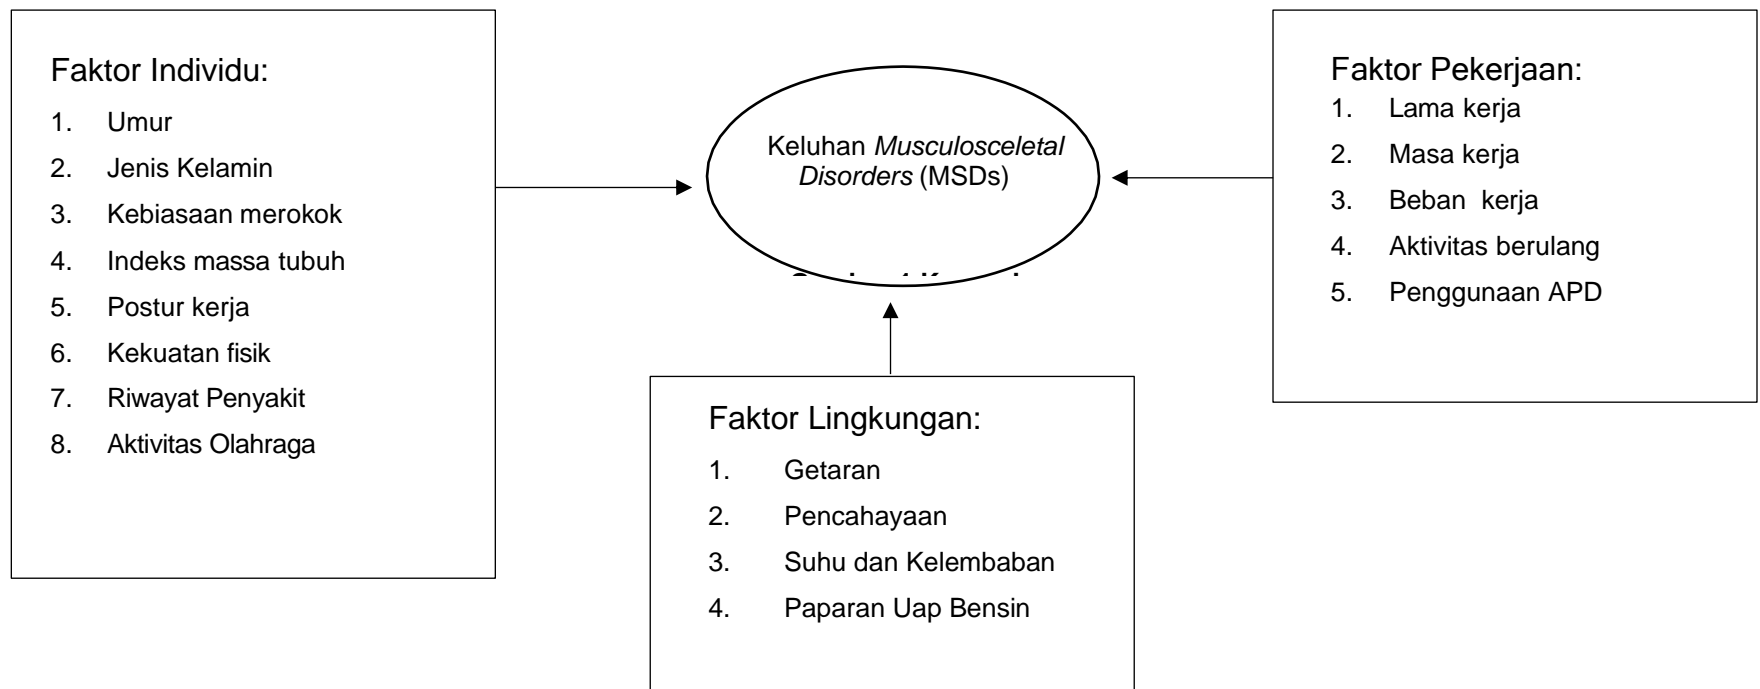 Faktor Individu:
1. Umur
2. Jenis Kelamin
3. Kebiasaan merokok
4. Indeks massa tubuh
5. Postur kerja
6. Kekuatan fisik
7. Riwayat Penyakit
8. Aktivitas Olahraga
Keluhan Musculosceletal
Disorders (MSDs)
Faktor Pekerjaan:
1. Lama kerja
2. Masa kerja
3. Beban kerja
4. Aktivitas berulang
5. Penggunaan APD
Faktor Lingkungan:
1. Getaran
2. Pencahayaan
3. Suhu dan Kelembaban
4. Paparan Uap Bensin